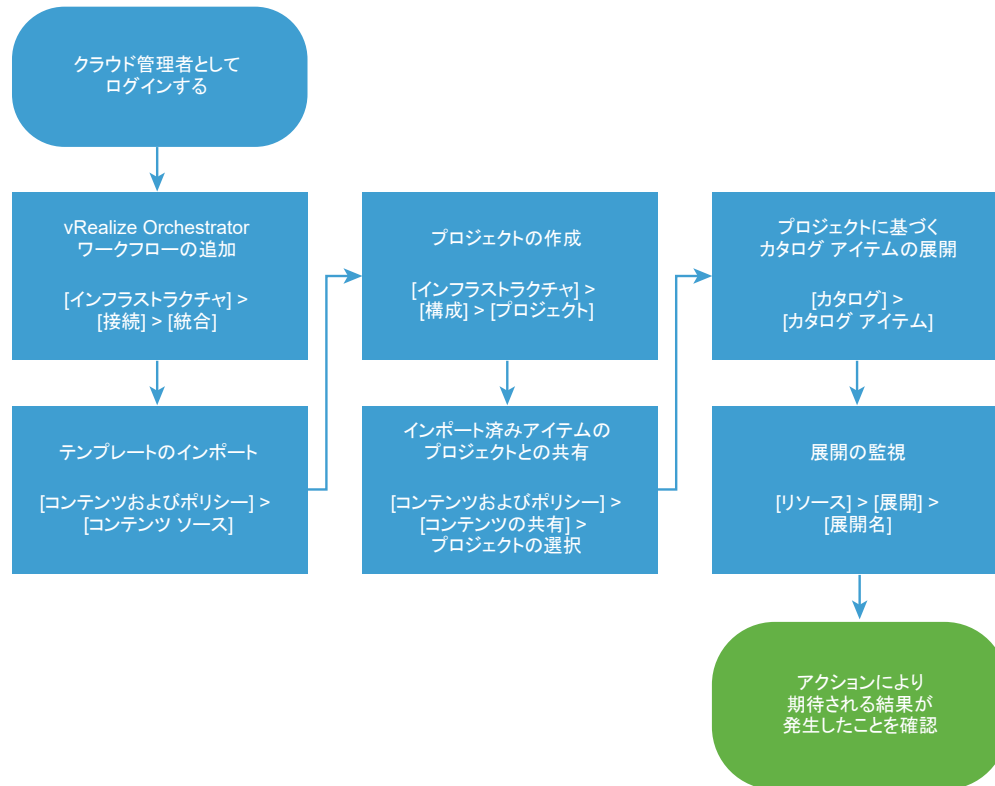 クラウド管理者として
ログインする
vRealize Orchestrator
ワークフローの追加
[インフラストラクチャ] >
[接続] > [統合]
テンプレートのインポート
[コンテンツおよびポリシー] >
[コンテンツ ソース]
プロジェクトの作成
[インフラストラクチャ] >
[構成] > [プロジェクト]
インポート済みアイテムの
プロジェクトとの共有
[コンテンツおよびポリシー] >
[コンテンツの共有] >
プロジェクトの選択
プロジェクトに基づく
カタログ アイテムの展開
[カタログ] >
[カタログ アイテム]
展開の監視
[リソース] > [展開] >
[展開名]
アクションにより
期待される結果が
発生したことを確認